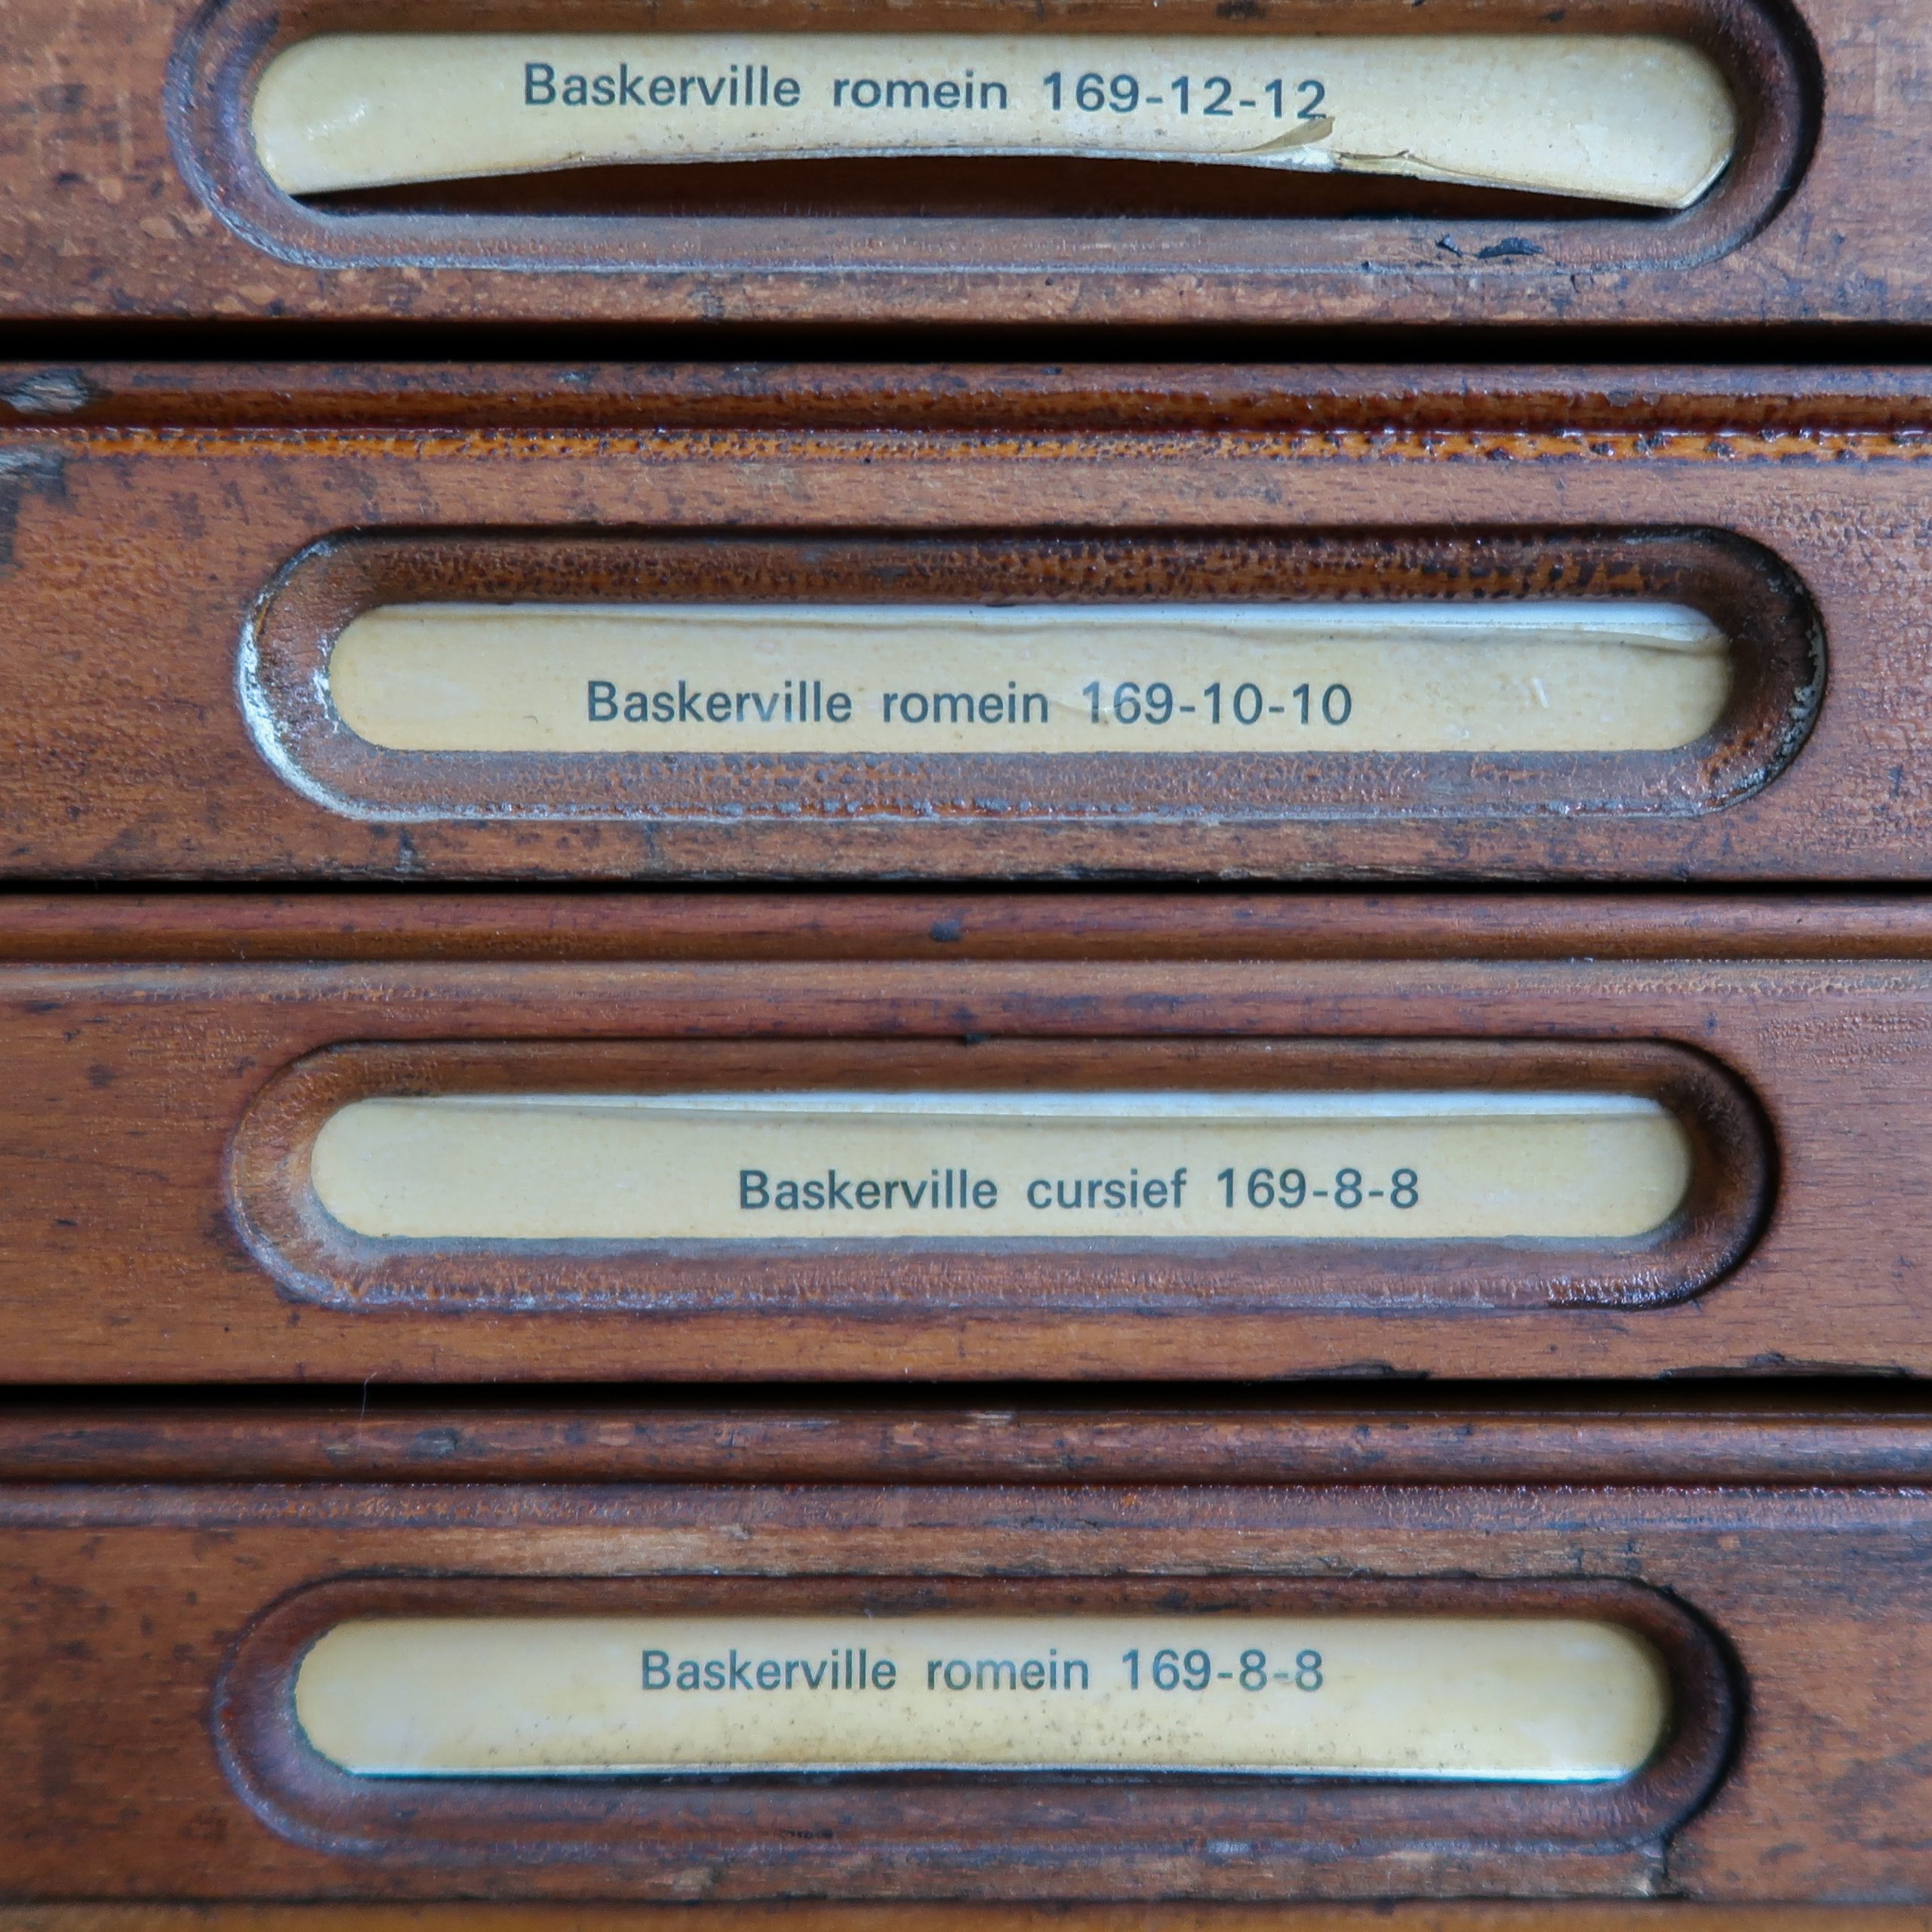 Baskerville romein 169-12-12
Baskerville romein 169-10-10
Baskerville cursief 169-8-8
Baskerville romein 169-8-8